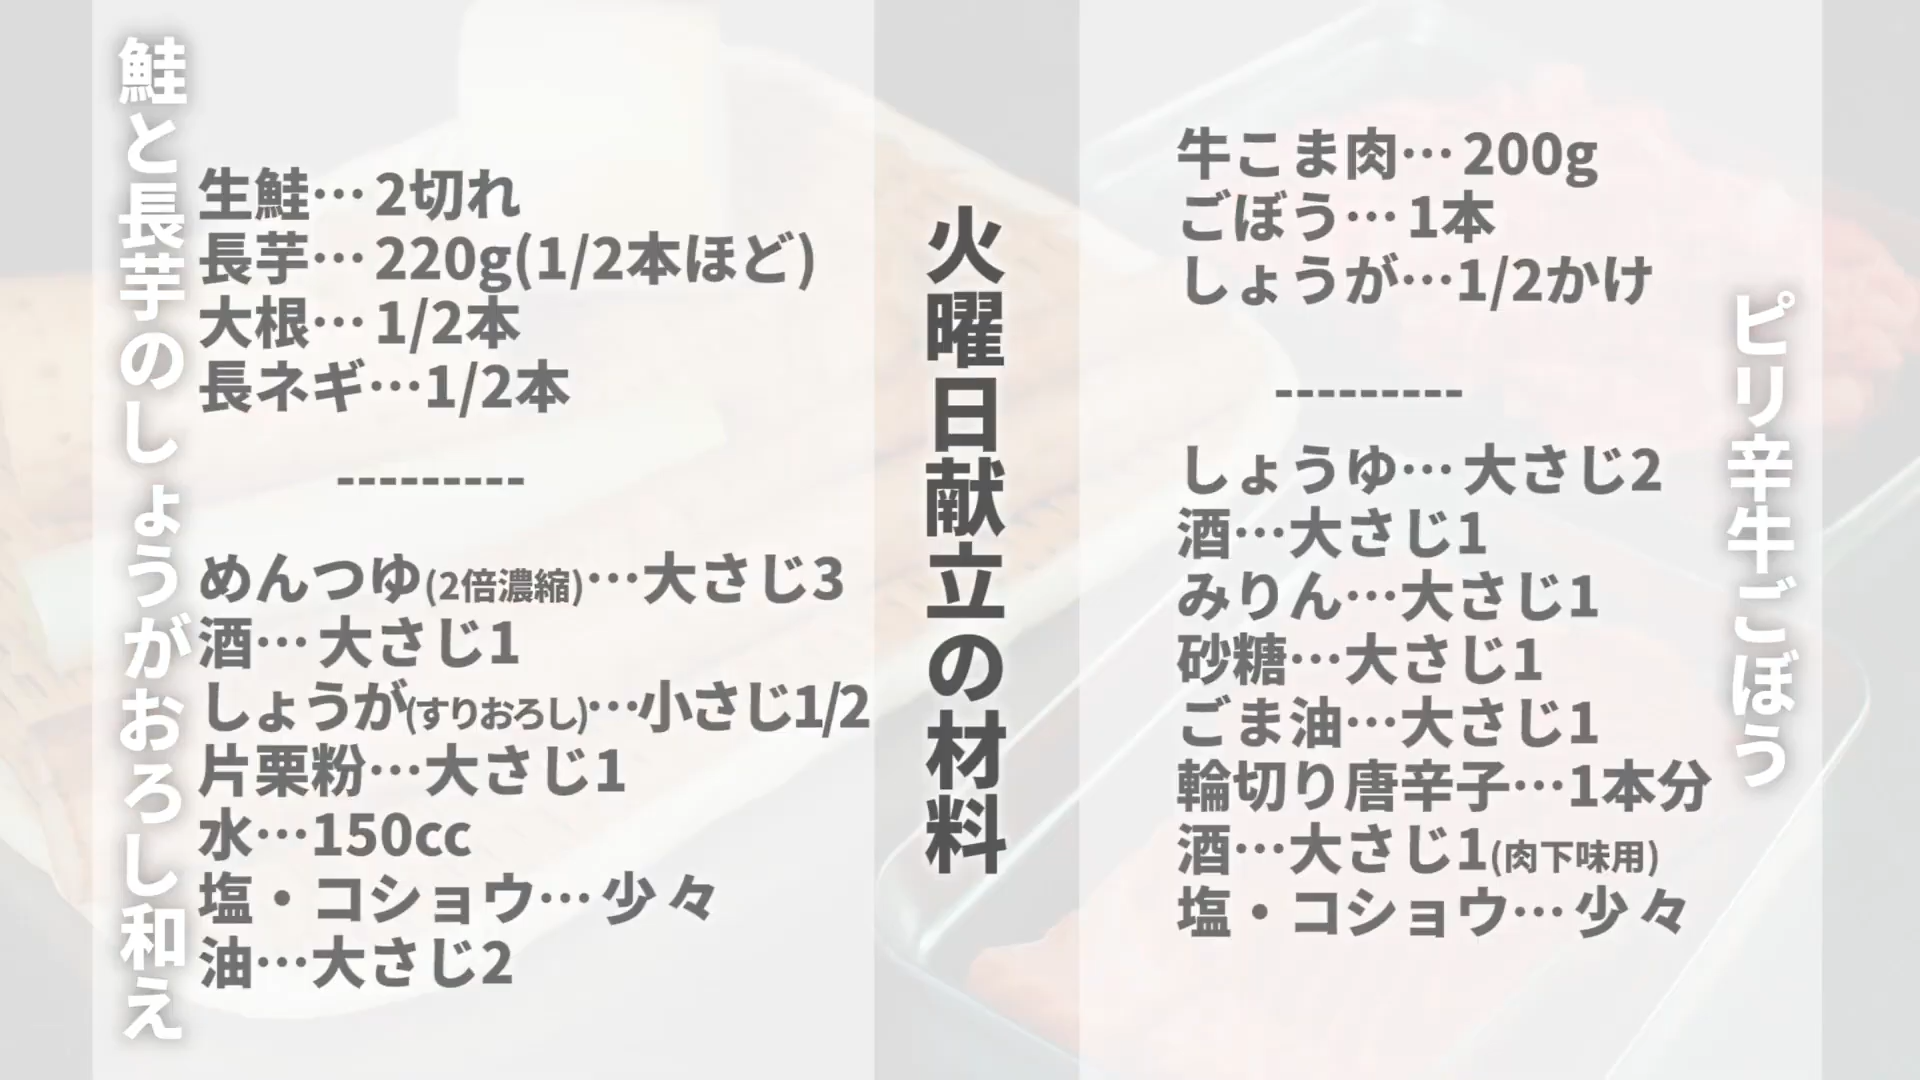 鮭と長芋のしょうがおろし和え
生鮭…2切れ
長芋…220g(1/2本ほど)
大根…1/2本
長ネギ…1/2本
---------
めんつゆ(2倍濃縮)…大さじ3
酒…大さじ1
しょうが(すりおろし)…小さじ1/2
片栗粉…大さじ1
水…150cc
塩・コショウ…少々
油…大さじ2
火曜日献立の材料
牛こま肉…200g
ごぼう…1本
しょうが…1/2かけ
---------
しょうゆ…大さじ2
酒…大さじ1
みりん…大さじ1
砂糖…大さじ1
ごま油…大さじ1
輪切り唐辛子…1本分
酒…大さじ1(肉下味用)
塩・コショウ…少々
ピリ辛牛ごぼう